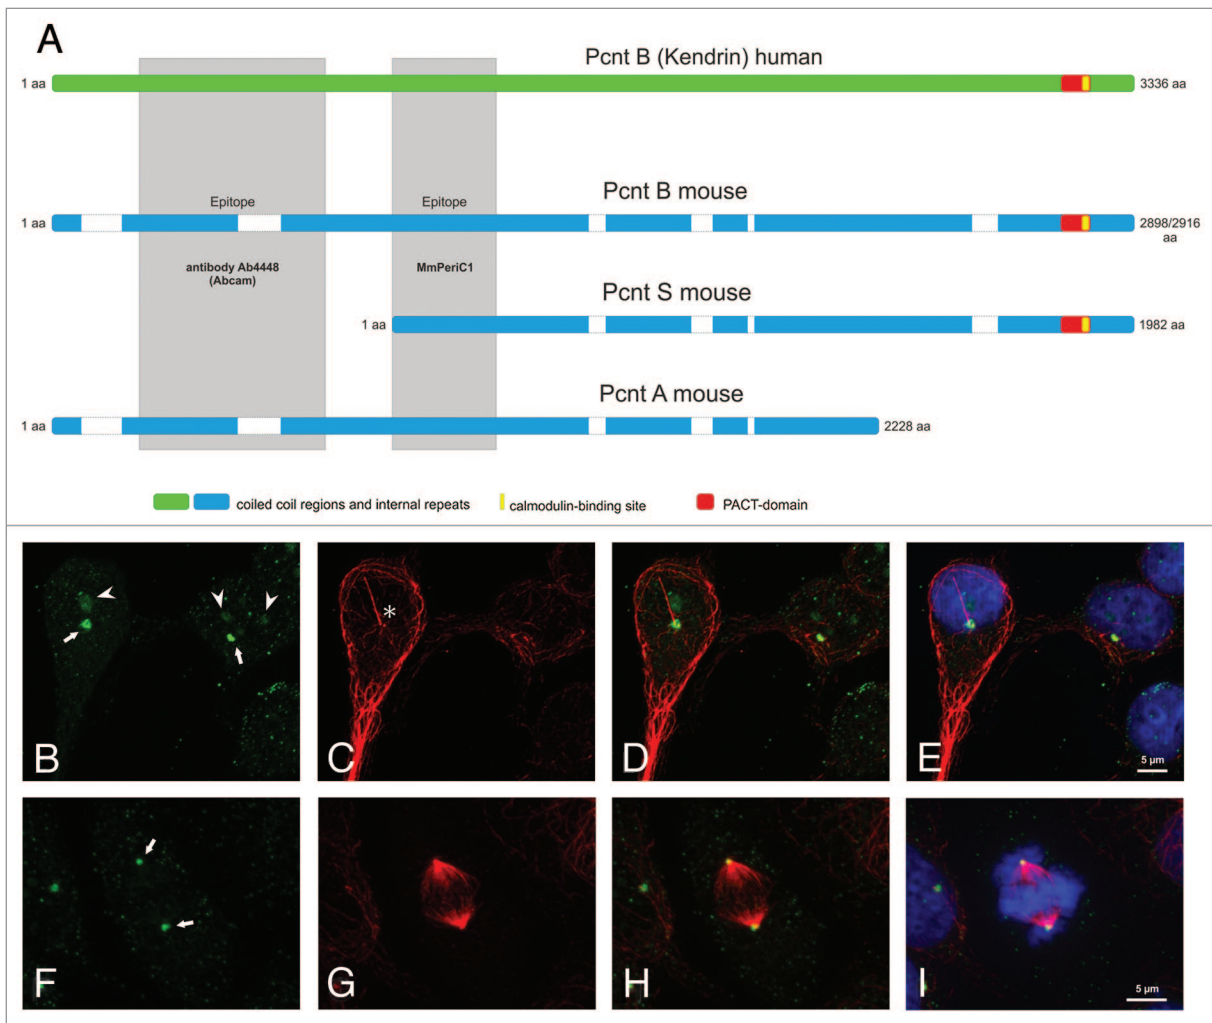 A
Pcnt B (Kendrin) human
1 aa
3336 aa
Pcnt B mouse
Epitope
Epitope
1 aa
2898/2916
aa
antibody Ab4448
(Abcam)
MmPeriC1
Pcnt S mouse
1 aa
1982 aa
Pcnt A mouse
1 aa
2228 aa
coiled coil regions and internal repeats
calmodulin-binding site
PACT-domain
*
B
C
D
E
5 µm
F
G
H
I
5 µm